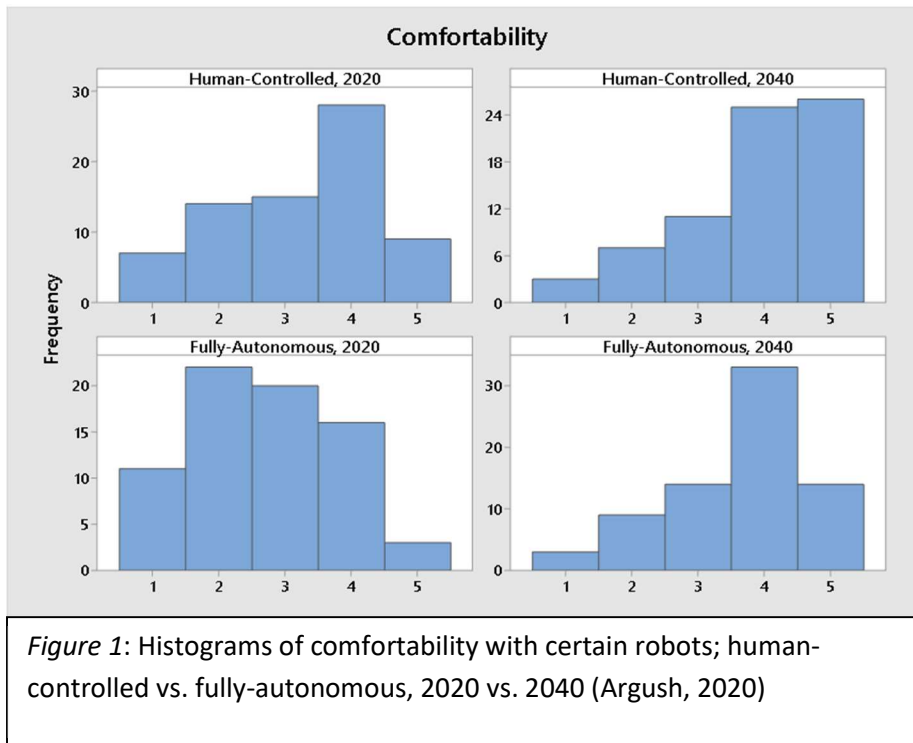 Comfortability
Human-Controlled, 2020
30
20
10
0
1 2 3 4 5
Human-Controlled, 2040
24
18
12
6
0
1 2 3 4 5
Frequency
Fully-Autonomous, 2020
20
15
10
5
0
1 2 3 4 5
Fully-Autonomous, 2040
30
20
10
0
1 2 3 4 5
Figure 1: Histograms of comfortability with certain robots; human-
controlled vs. fully-autonomous, 2020 vs. 2040 (Argush, 2020)